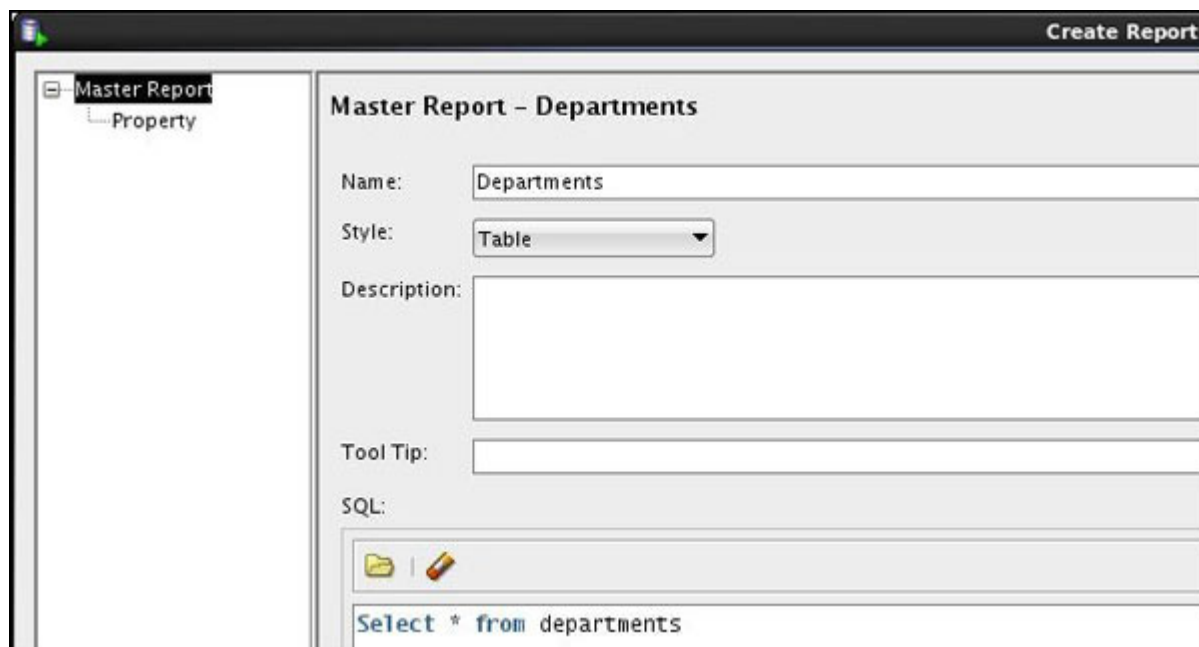 Create Report
Master Report
Property
Master Report – Departments
Name: Departments
Style: Table
Description:
Tool Tip:
SQL:
Select * from departments